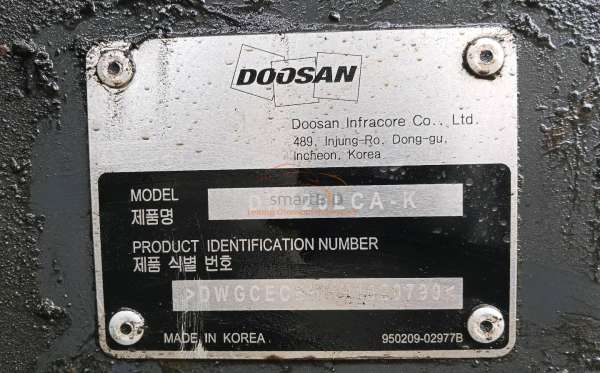 DOOSAN
Doosan Infracore Co., Ltd.
489, Injung-Ro, Dong-gu,
Incheon, Korea
MODEL
제품명
smart
PRODUCT IDENTIFICATION NUMBER
제품 식별 번호
MADE IN KOREA
950209-02977B